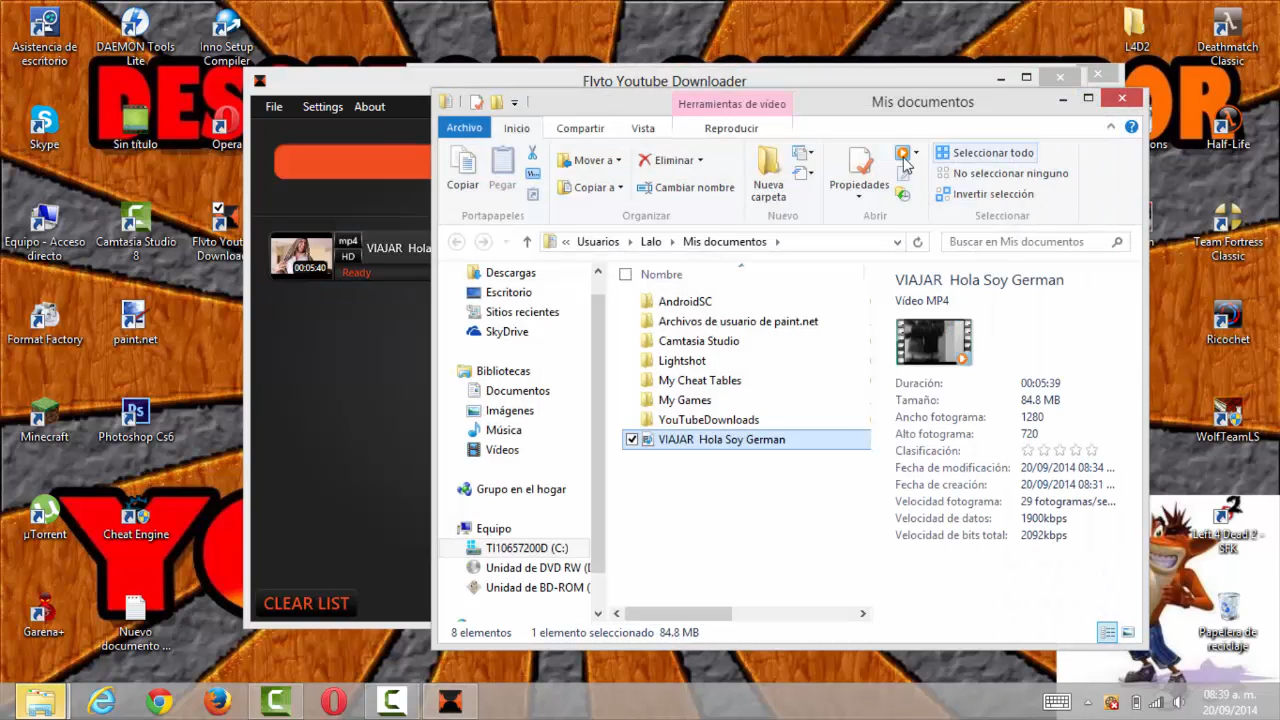 Asistencia de escritorio
DAEMON Tools Lite
Inno Setup Compiler
L4D2
Deathmatch Classic
Skype
Sin título
Opera
Half-Life
Equipo - Acceso directo
Camtasia Studio 8
Flvto Yout
Downloa
Team Fortress Classic
Format Factory
paint.net
Ricochet
Minecraft
Photoshop Cs6
WolfTeamLS
µTorrent
Cheat Engine
Left 4 Dead 2 - SFK
Garena+
Nuevo documento ...
Papelera de reciclaje
Flvto Youtube Downloader
File Settings About
mp4
HD
VIAJAR Hola
00:05:40
Ready
CLEAR LIST
Herramientas de vídeo
Mis documentos
Archivo Inicio Compartir Vista Reproducir
Copiar
Pegar
Portapapeles
Mover a
Copiar a
Eliminar
Cambiar nombre
Organizar
Nueva carpeta
Nuevo
Propiedades
Abrir
Seleccionar todo
No seleccionar ninguno
Invertir selección
Seleccionar
« Usuarios Lalo Mis documentos
Buscar en Mis documentos
Descargas
Escritorio
Sitios recientes
SkyDrive
Bibliotecas
Documentos
Imágenes
Música
Vídeos
Grupo en el hogar
Equipo
TI10657200D (C:)
Unidad de DVD RW (
Unidad de BD-ROM (
Nombre
AndroidSC
Archivos de usuario de paint.net
Camtasia Studio
Lightshot
My Cheat Tables
My Games
YouTubeDownloads
VIAJAR Hola Soy German
VIAJAR Hola Soy German
Vídeo MP4
Duración: 00:05:39
Tamaño: 84.8 MB
Ancho fotograma: 1280
Alto fotograma: 720
Clasificación:
Fecha de modificación: 20/09/2014 08:34 ...
Fecha de creación: 20/09/2014 08:31 ...
Velocidad fotograma: 29 fotogramas/se...
Velocidad de datos: 1900kbps
Velocidad de bits total: 2092kbps
8 elementos 1 elemento seleccionado 84.8 MB
08:39 a. m.
20/09/2014